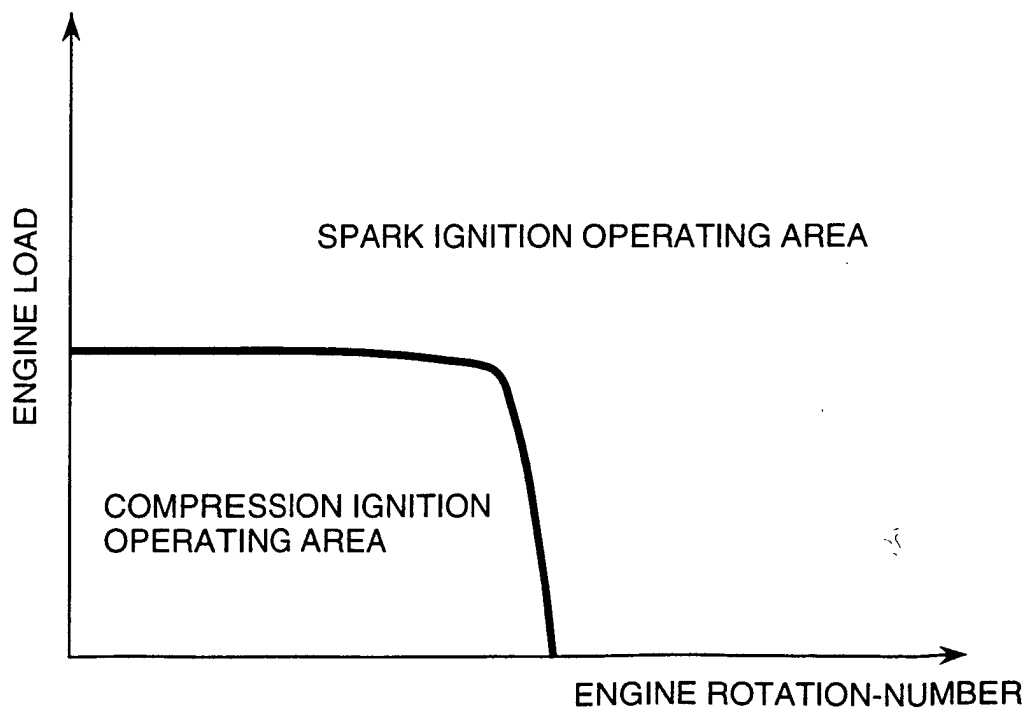 ENGINE LOAD
SPARK IGNITION OPERATING AREA
COMPRESSION IGNITION
OPERATING AREA
ENGINE ROTATION-NUMBER